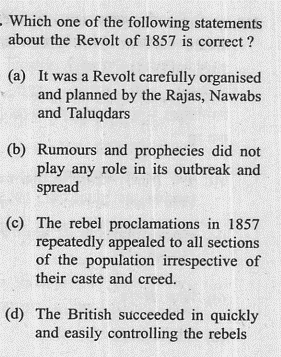 . Which one of the following statements
about the Revolt of 1857 is correct ?
(a) It was a Revolt carefully organised
and planned by the Rajas, Nawabs
and Taluqdars
(b) Rumours and prophecies did not
play any role in its outbreak and
spread
(c) The rebel proclamations in 1857
repeatedly appealed to all sections
of the population irrespective of
their caste and creed.
(d) The British succeeded in quickly
and easily controlling the rebels